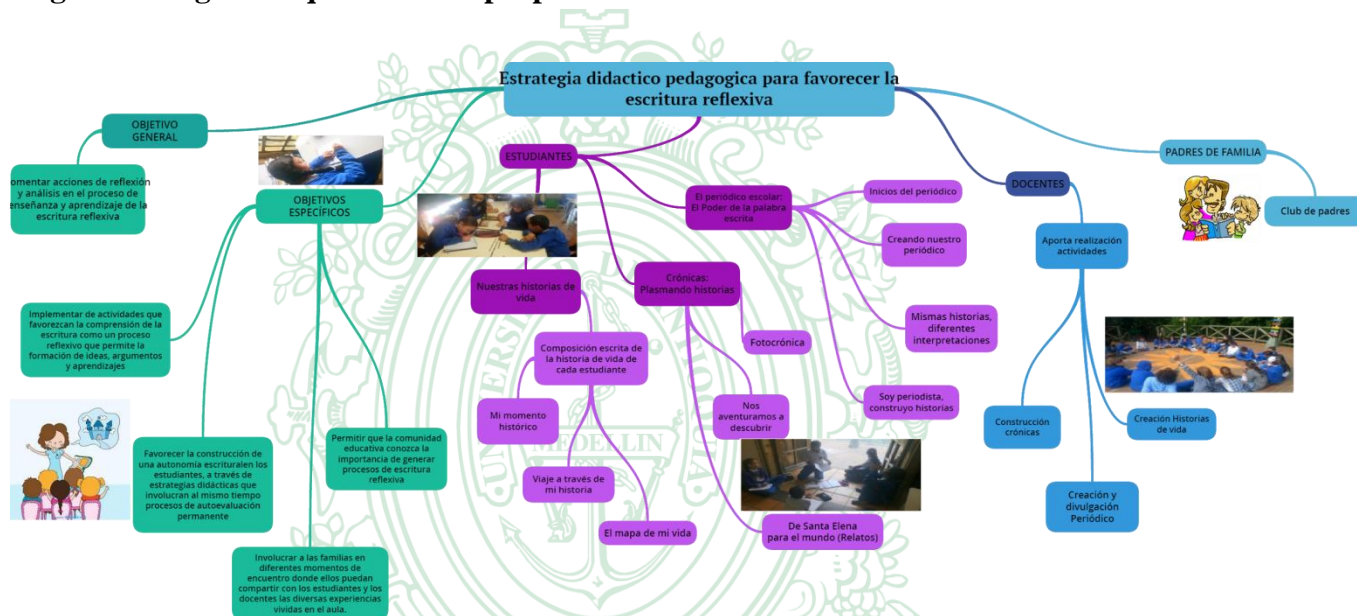 Estrategia didactico pedagogica para favorecer la
escritura reflexiva
OBJETIVO
GENERAL
omentar acciones de reflexión
y análisis en el proceso de
enseñanza y aprendizaje de la
escritura reflexiva
OBJETIVOS
ESPECÍFICOS
Implementar de actividades que
favorezcan la comprensión de la
escritura como un proceso
reflexivo que permite la
formación de ideas, argumentos
y aprendizajes
Favorecer la construcción de
una autonomía escrituralen los
estudiantes, a través de
estrategias didácticas que
involucran al mismo tiempo
procesos de autoevaluación
permanente
Involucrar a las familias en
diferentes momentos de
encuentro donde ellos puedan
compartir con los estudiantes y los
docentes las diversas experiencias
vividas en el aula.
Permitir que la comunidad
educativa conozca la
importancia de generar
procesos de escritura
reflexiva
ESTUDIANTES
Nuestras historias de
vida
Composición escrita de
la historia de vida de
cada estudiante
Mi momento
histórico
Viaje a través de
mi historia
El mapa de mi vida
Crónicas:
Plasmando historias
Fotocrónica
Nos
aventuramos a
descubrir
De Santa Elena
para el mundo (Relatos)
El periódico escolar:
El Poder de la palabra
escrita
Inicios del periódico
Creando nuestro
periódico
Mismas historias,
diferentes
interpretaciones
Soy periodista,
construyo historias
DOCENTES
Aporta realización
actividades
Construcción
crónicas
Creación y
divulgación
Periódico
Creación Historias
de vida
PADRES DE FAMILIA
Club de padres
MEDELLIN